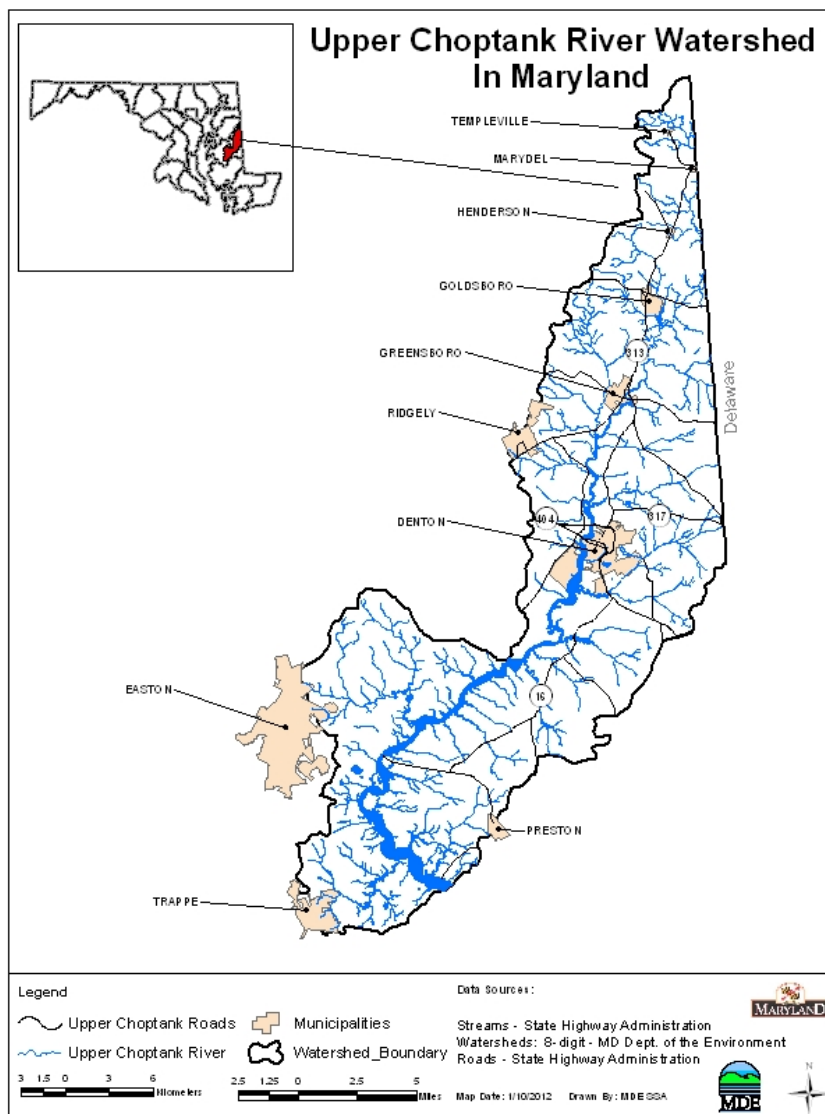 Upper Choptank River Watershed
In Maryland
TEMPLEVILLE
MARYDEL
HENDERSON
GOLDSBORO
313
GREENSBORO
RIDGELY
Delaware
404
317
DENTON
EASTON
16
PRESTON
TRAPPE
Legend
Upper Choptank Roads
Municipalities
Upper Choptank River
Watershed_Boundary
3 1.5 0 3 6
Kilometers
2.5 1.25 0 2.5 5
Miles
Data Sources:
Streams - State Highway Administration
Watersheds: 8-digit - MD Dept. of the Environment
Roads - State Highway Administration
Map Date: 1/10/2012 Drawn By: MDE SSA
MARYLAND
MDE
N